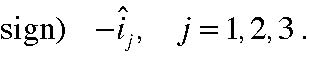 sign) −î_j, j = 1, 2, 3 .